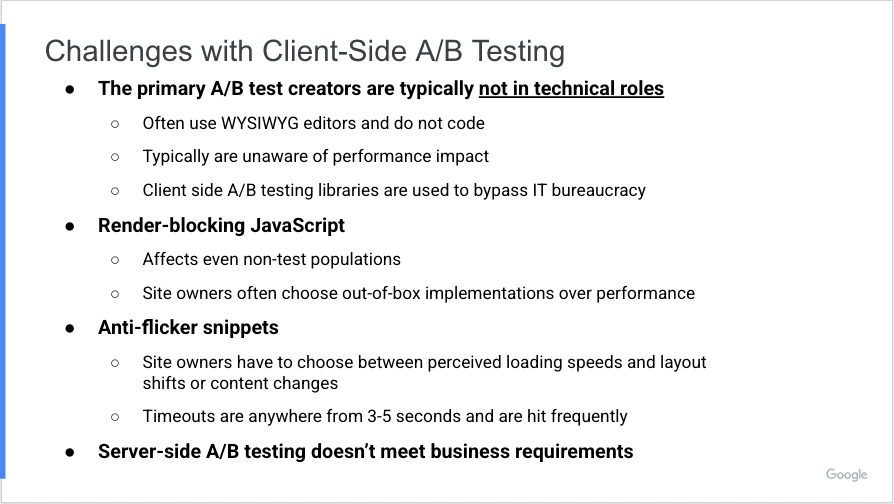 Challenges with Client-Side A/B Testing
● The primary A/B test creators are typically not in technical roles
○ Often use WYSIWYG editors and do not code
○ Typically are unaware of performance impact
○ Client side A/B testing libraries are used to bypass IT bureaucracy
● Render-blocking JavaScript
○ Affects even non-test populations
○ Site owners often choose out-of-box implementations over performance
● Anti-flicker snippets
○ Site owners have to choose between perceived loading speeds and layout
shifts or content changes
○ Timeouts are anywhere from 3-5 seconds and are hit frequently
● Server-side A/B testing doesn’t meet business requirements
Google